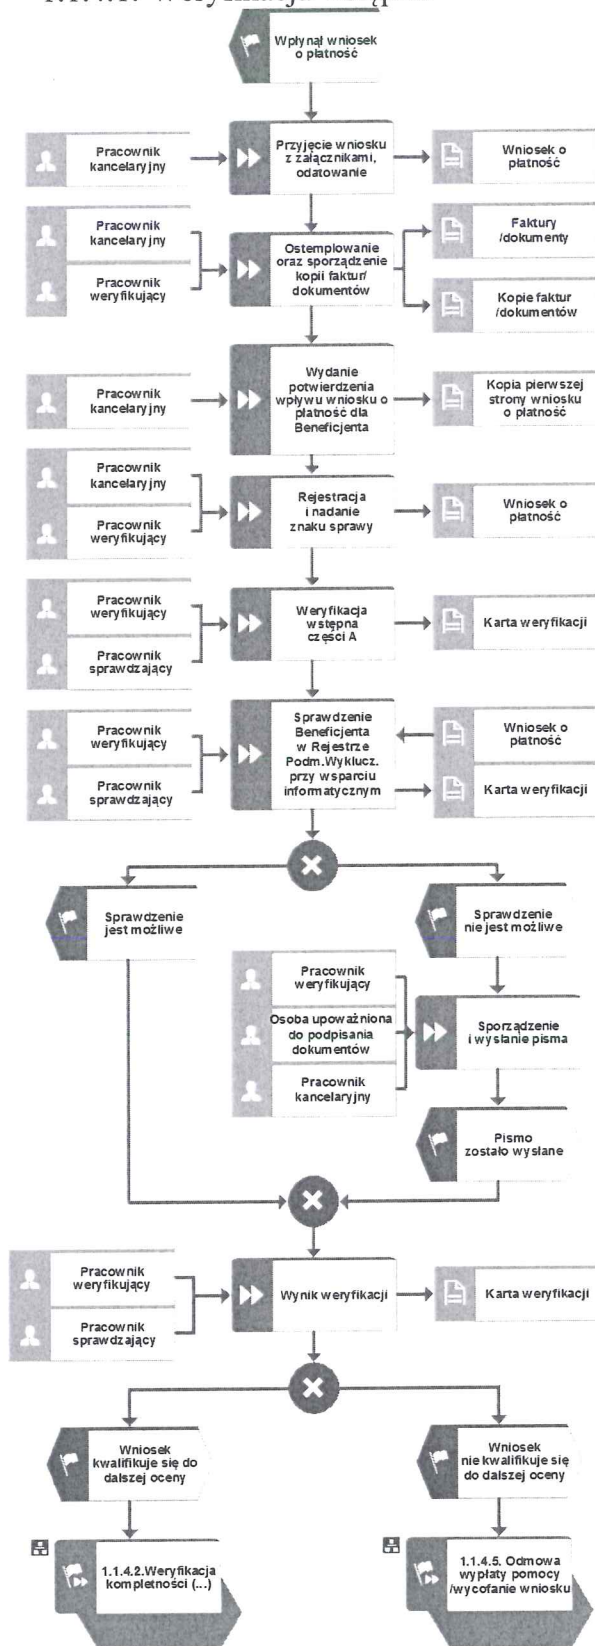 Wpłynął wniosek
o płatność
Pracownik
kancelaryjny
Przyjęcie wniosku
z załącznikami,
odatowanie
Wniosek o
płatność
Pracownik
kancelaryjny
Pracownik
weryfikujący
Ostemplowanie
oraz sporządzenie
kopii faktur/
dokumentów
Faktury
/dokumenty
Kopie faktur
/dokumentów
Pracownik
kancelaryjny
Wydanie
potwierdzenia
wpływu wniosku o
płatność dla
Beneficjenta
Kopia pierwszej
strony wniosku
o płatność
Pracownik
kancelaryjny
Pracownik
weryfikujący
Rejestracja
i nadanie
znaku sprawy
Wniosek o
płatność
Pracownik
weryfikujący
Pracownik
sprawdzający
Weryfikacja
wstępna
części A
Karta weryfikacji
Pracownik
weryfikujący
Pracownik
sprawdzający
Sprawdzenie
Beneficjenta
w Rejestrze
Podm.Wyklucz.
przy wsparciu
informatycznym
Wniosek o
płatność
Karta weryfikacji
Sprawdzenie
jest możliwe
Sprawdzenie
nie jest możliwe
Pracownik
weryfikujący
Osoba upoważniona
do podpisania
dokumentów
Pracownik
kancelaryjny
Sporządzenie
i wysłanie pisma
Pismo
zostało wysłane
Pracownik
weryfikujący
Pracownik
sprawdzający
Wynik weryfikacji
Karta weryfikacji
Wniosek
kwalifikuje się do
dalszej oceny
Wniosek
nie kwalifikuje się
do dalszej oceny
1.1.4.2.Weryfikacja
kompletności (...)
1.1.4.5. Odmowa
wypłaty pomocy
/wycofanie wniosku